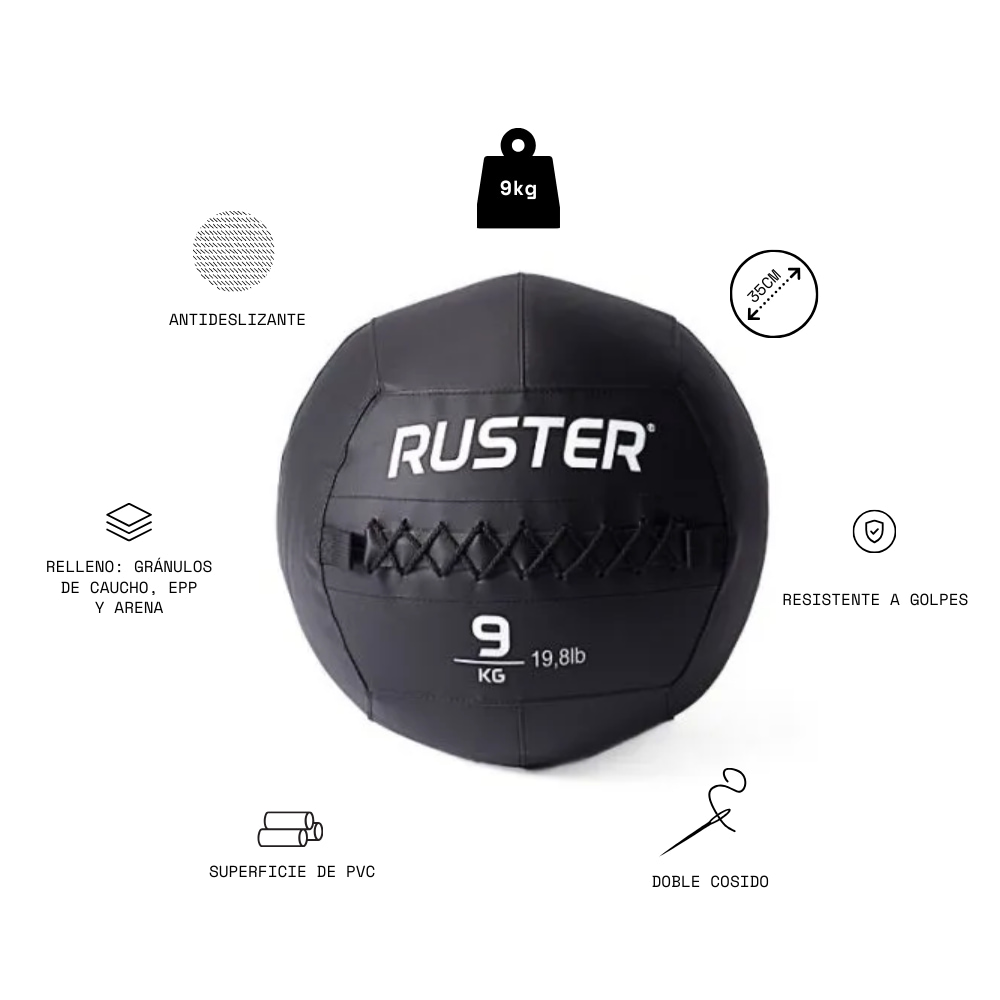 9kg
35CM
ANTIDESLIZANTE
RUSTER®
RELLENO: GRÁNULOS
DE CAUCHO, EPP
Y ARENA
RESISTENTE A GOLPES
9
KG
19,8lb
SUPERFICIE DE PVC
DOBLE COSIDO